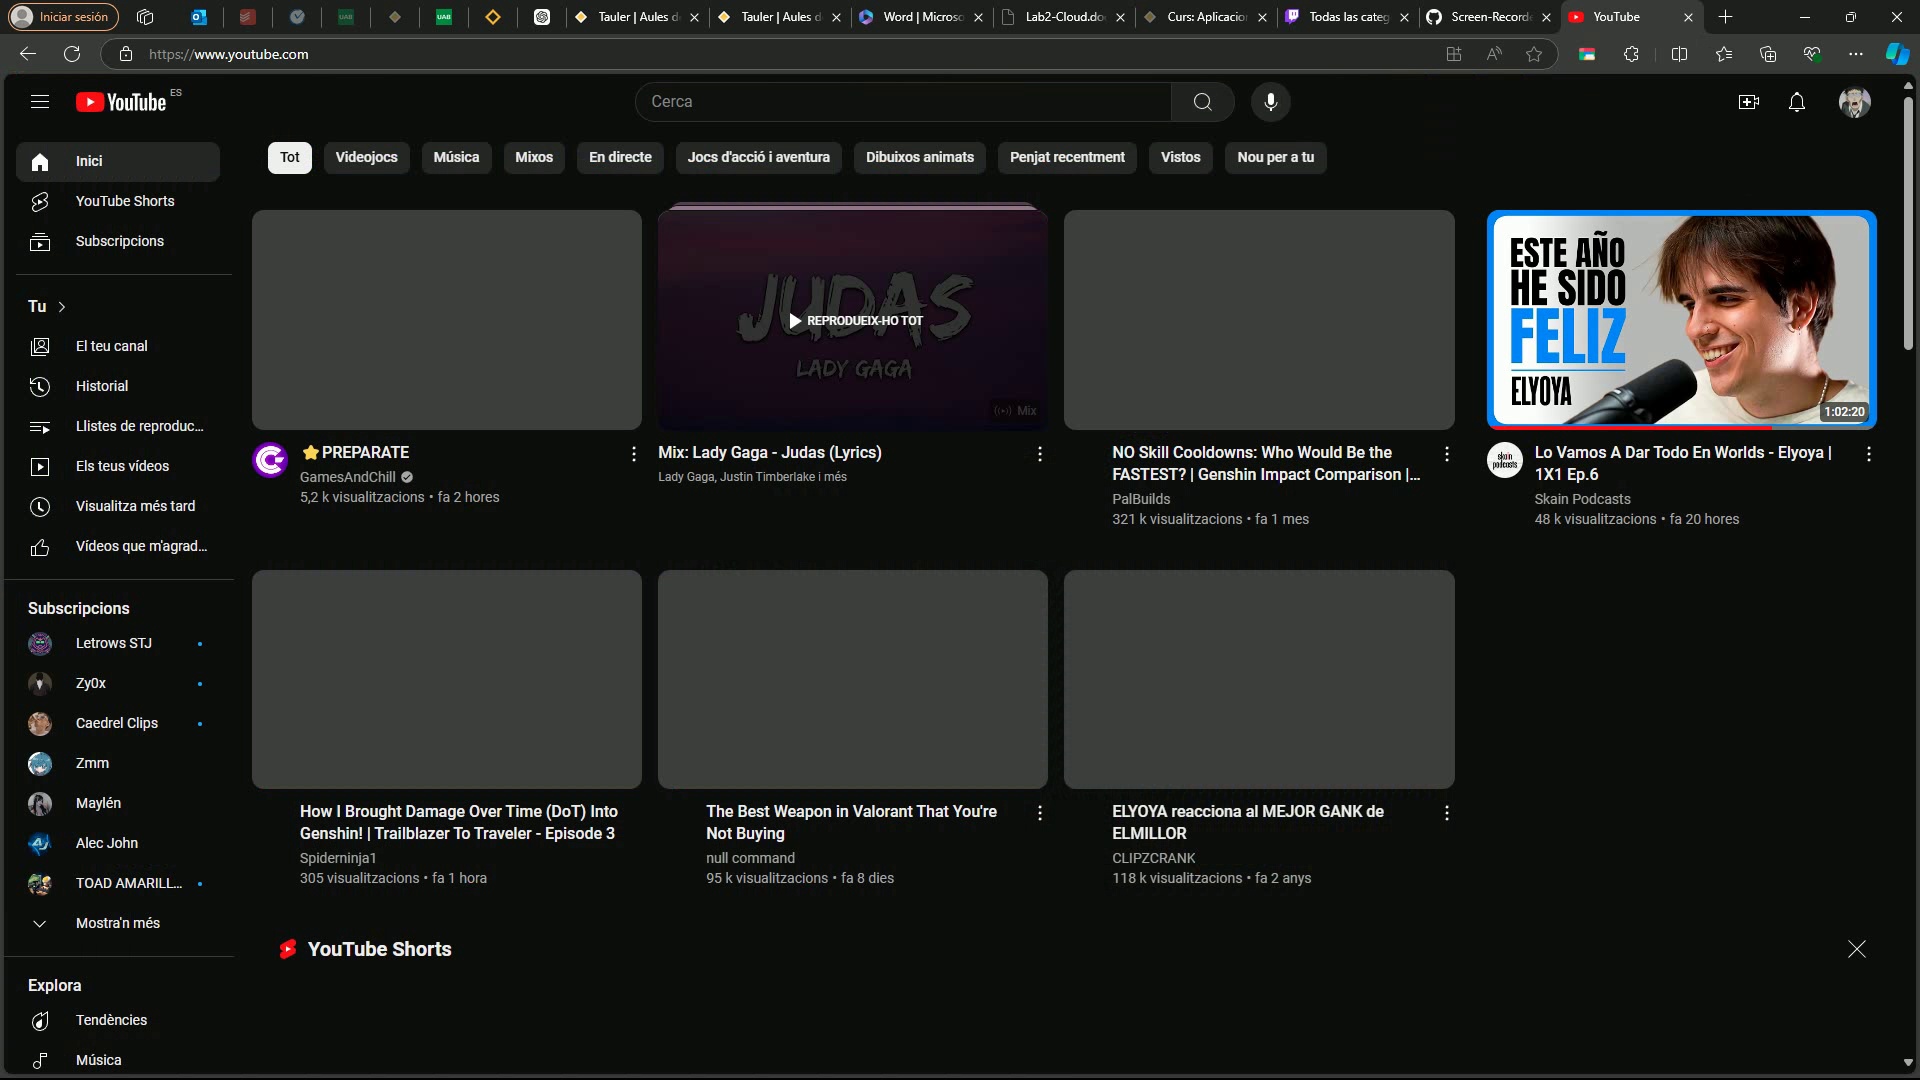 Iniciar sesión
Tauler | Aules d
Tauler | Aules d
Word | Micros
Lab2-Cloud.do
Curs: Aplicacio
Todas las categ
Screen-Record
YouTube
https://www.youtube.com
YouTube ES
Cerca
Inici
YouTube Shorts
Subscripcions
Tu
El teu canal
Historial
Llistes de reproduc...
Els teus vídeos
Visualitza més tard
Vídeos que m'agrad...
Subscripcions
Letrows STJ
Zy0x
Caedrel Clips
Zmm
Maylén
Alec John
TOAD AMARILL...
Mostra'n més
Explora
Tendències
Música
Tot
Videojocs
Música
Mixos
En directe
Jocs d'acció i aventura
Dibuixos animats
Penjat recentment
Vistos
Nou per a tu
PREPARATE
GamesAndChill
5,2 k visualitzacions • fa 2 hores
JUDAS
REPRODUEIX-HO TOT
LADY GAGA
Mix
Mix: Lady Gaga - Judas (Lyrics)
Lady Gaga, Justin Timberlake i més
NO Skill Cooldowns: Who Would Be the
FASTEST? | Genshin Impact Comparison |...
PalBuilds
321 k visualitzacions • fa 1 mes
ESTE AÑO
HE SIDO
FELIZ
ELYOYA
1:02:20
skain
podcasts
Lo Vamos A Dar Todo En Worlds - Elyoya |
1X1 Ep.6
Skain Podcasts
48 k visualitzacions • fa 20 hores
How I Brought Damage Over Time (DoT) Into
Genshin! | Trailblazer To Traveler - Episode 3
Spiderninja1
305 visualitzacions • fa 1 hora
The Best Weapon in Valorant That You're
Not Buying
null command
95 k visualitzacions • fa 8 dies
ELYOYA reacciona al MEJOR GANK de
ELMILLOR
CLIPZCRANK
118 k visualitzacions • fa 2 anys
YouTube Shorts